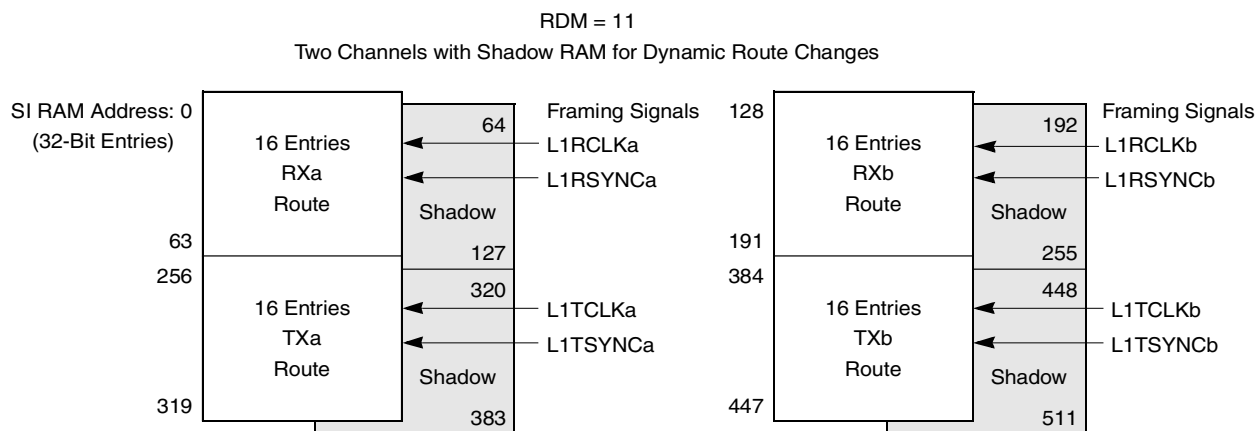 RDM = 11
Two Channels with Shadow RAM for Dynamic Route Changes
SI RAM Address: 0
(32-Bit Entries)
16 Entries
RXa
Route
63
64
Shadow
127
Framing Signals
L1RCLKa
L1RSYNCa
256
16 Entries
TXa
Route
319
320
Shadow
383
L1TCLKa
L1TSYNCa
128
16 Entries
RXb
Route
191
192
Shadow
255
Framing Signals
L1RCLKb
L1RSYNCb
384
16 Entries
TXb
Route
447
448
Shadow
511
L1TCLKb
L1TSYNCb